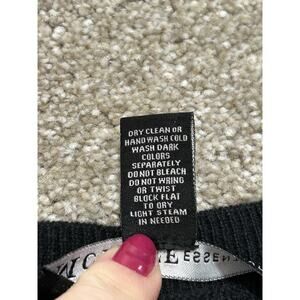 DRY CLEAN OR
HAND WASH COLD
WASH DARK
COLORS
SEPARATELY
DO NOT BLEACH
DO NOT WRING
OR TWIST
BLOCK FLAT
TO DRY
LIGHT STEAM
IN NEEDED